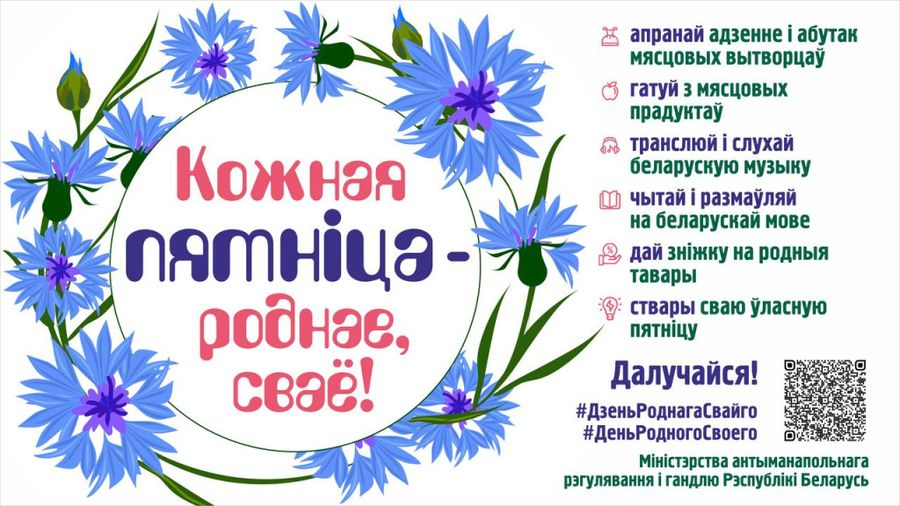 Кожная
пятніца -
роднае,
сваё!
апранай адзенне і абутак
мясцовых вытворцаў
гатуй з мясцовых
прадуктаў
транслюй і слухай
беларускую музыку
чытай і размаўляй
на беларускай мове
дай зніжку на родныя
тавары
ствары сваю ўласную
пятніцу
Далучайся!
#ДзеньРоднагаСвайго
#ДеньРодногоСвоего
Міністэрства антыманапольнага
рэгулявання і гандлю Рэспублікі Беларусь